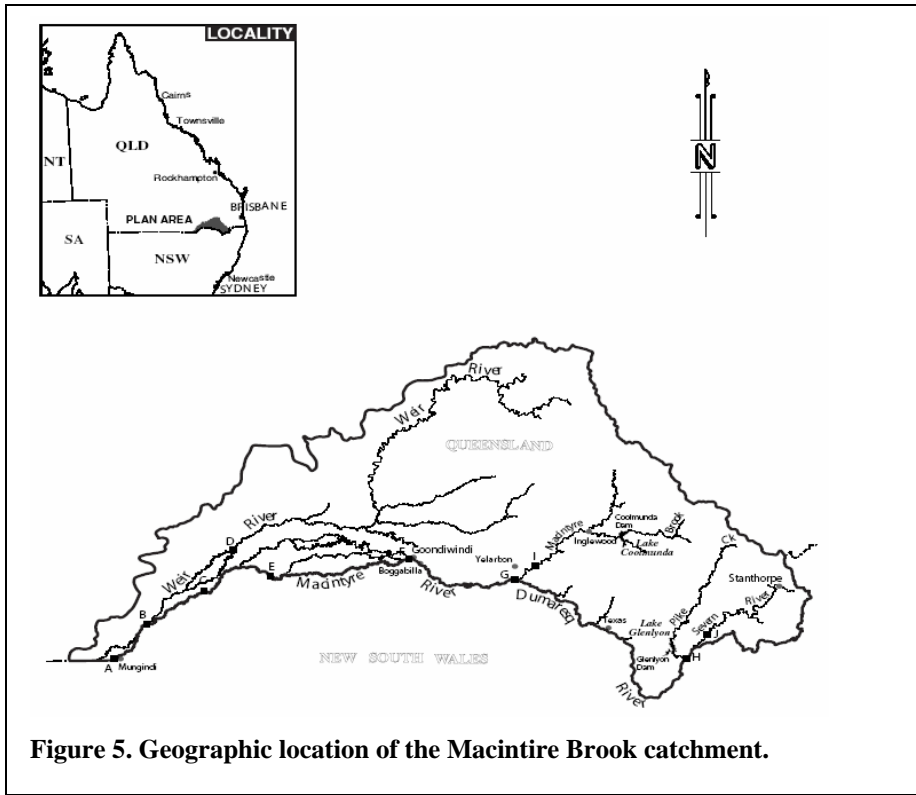 LOCALITY
Cairns
Townsville
QLD
NT
Rockhampton
BRISBANE
PLAN AREA
SA
NSW
Newcastle
SYDNEY
N
River
Weir
QUEENSLAND
Coolmunda
Dam
Brook
Macintyre
Inglewood
Lake
Coolmunda
River
D
Goondiwindi
F
Yelarbon
I
Ck
Stanthorpe
Weir
C
E
Boggabilla
Macintyre
River
G
Dumaresq
Pike
River
Severn
B
Texas
Lake
Glenlyon
J
Glenlyon
Dam
H
A
Mungindi
NEW SOUTH WALES
River
Figure 5. Geographic location of the Macintire Brook catchment.